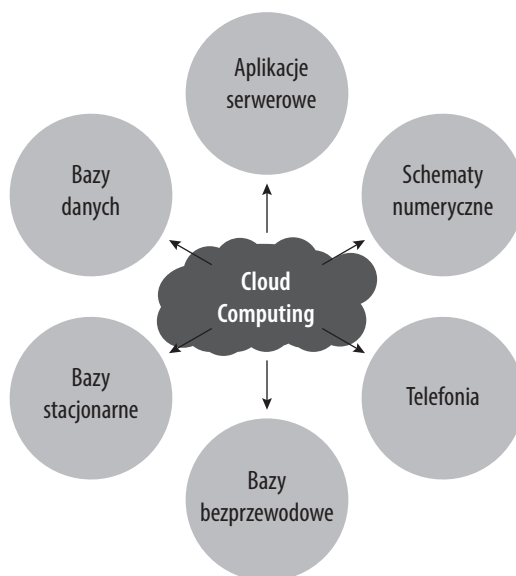 Aplikacje
serwerowe
Bazy
danych
Schematy
numeryczne
Cloud
Computing
Bazy
stacjonarne
Telefonia
Bazy
bezprzewodowe